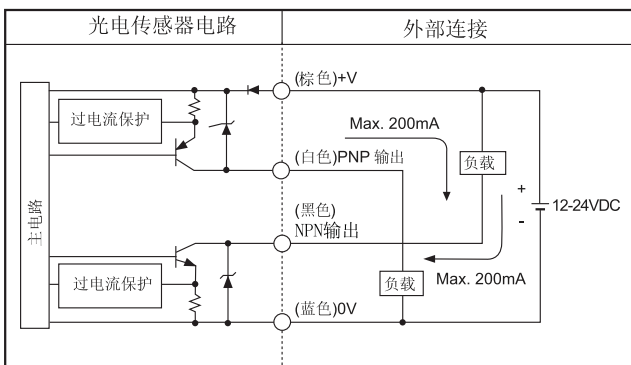 光电传感器电路
外部连接
(棕色)+V
过电流保护
Max. 200mA
负载
(白色)PNP 输出
+
12-24VDC
-
主电路
(黑色)
NPN输出
过电流保护
负载
Max. 200mA
(蓝色)0V